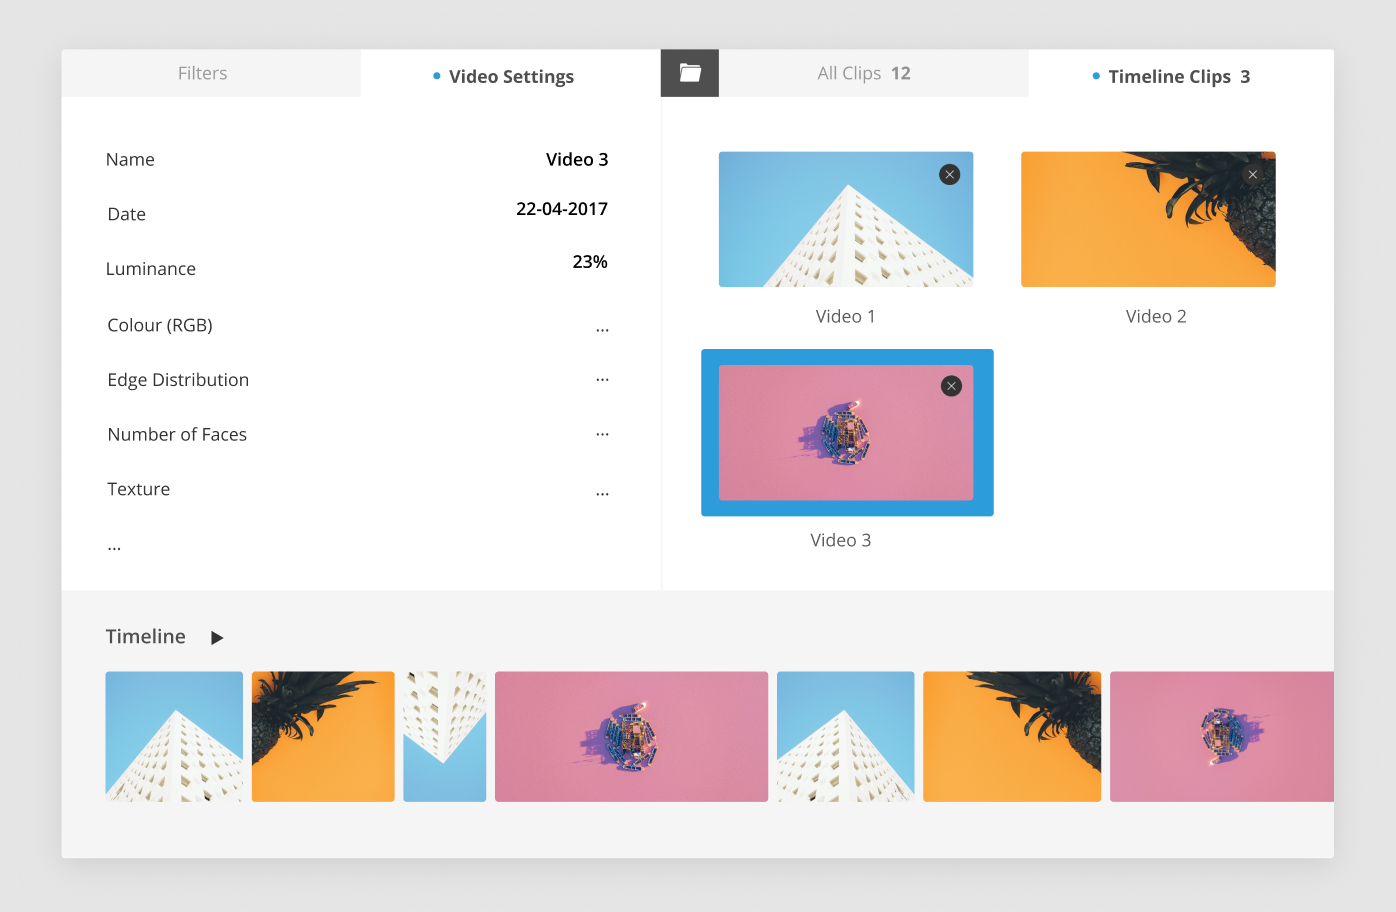 Filters
Video Settings
All Clips 12
Timeline Clips 3
Name
Video 3
Date
22-04-2017
Luminance
23%
Colour (RGB)
...
Edge Distribution
...
Number of Faces
...
Texture
...
...
Video 1
Video 2
Video 3
Timeline